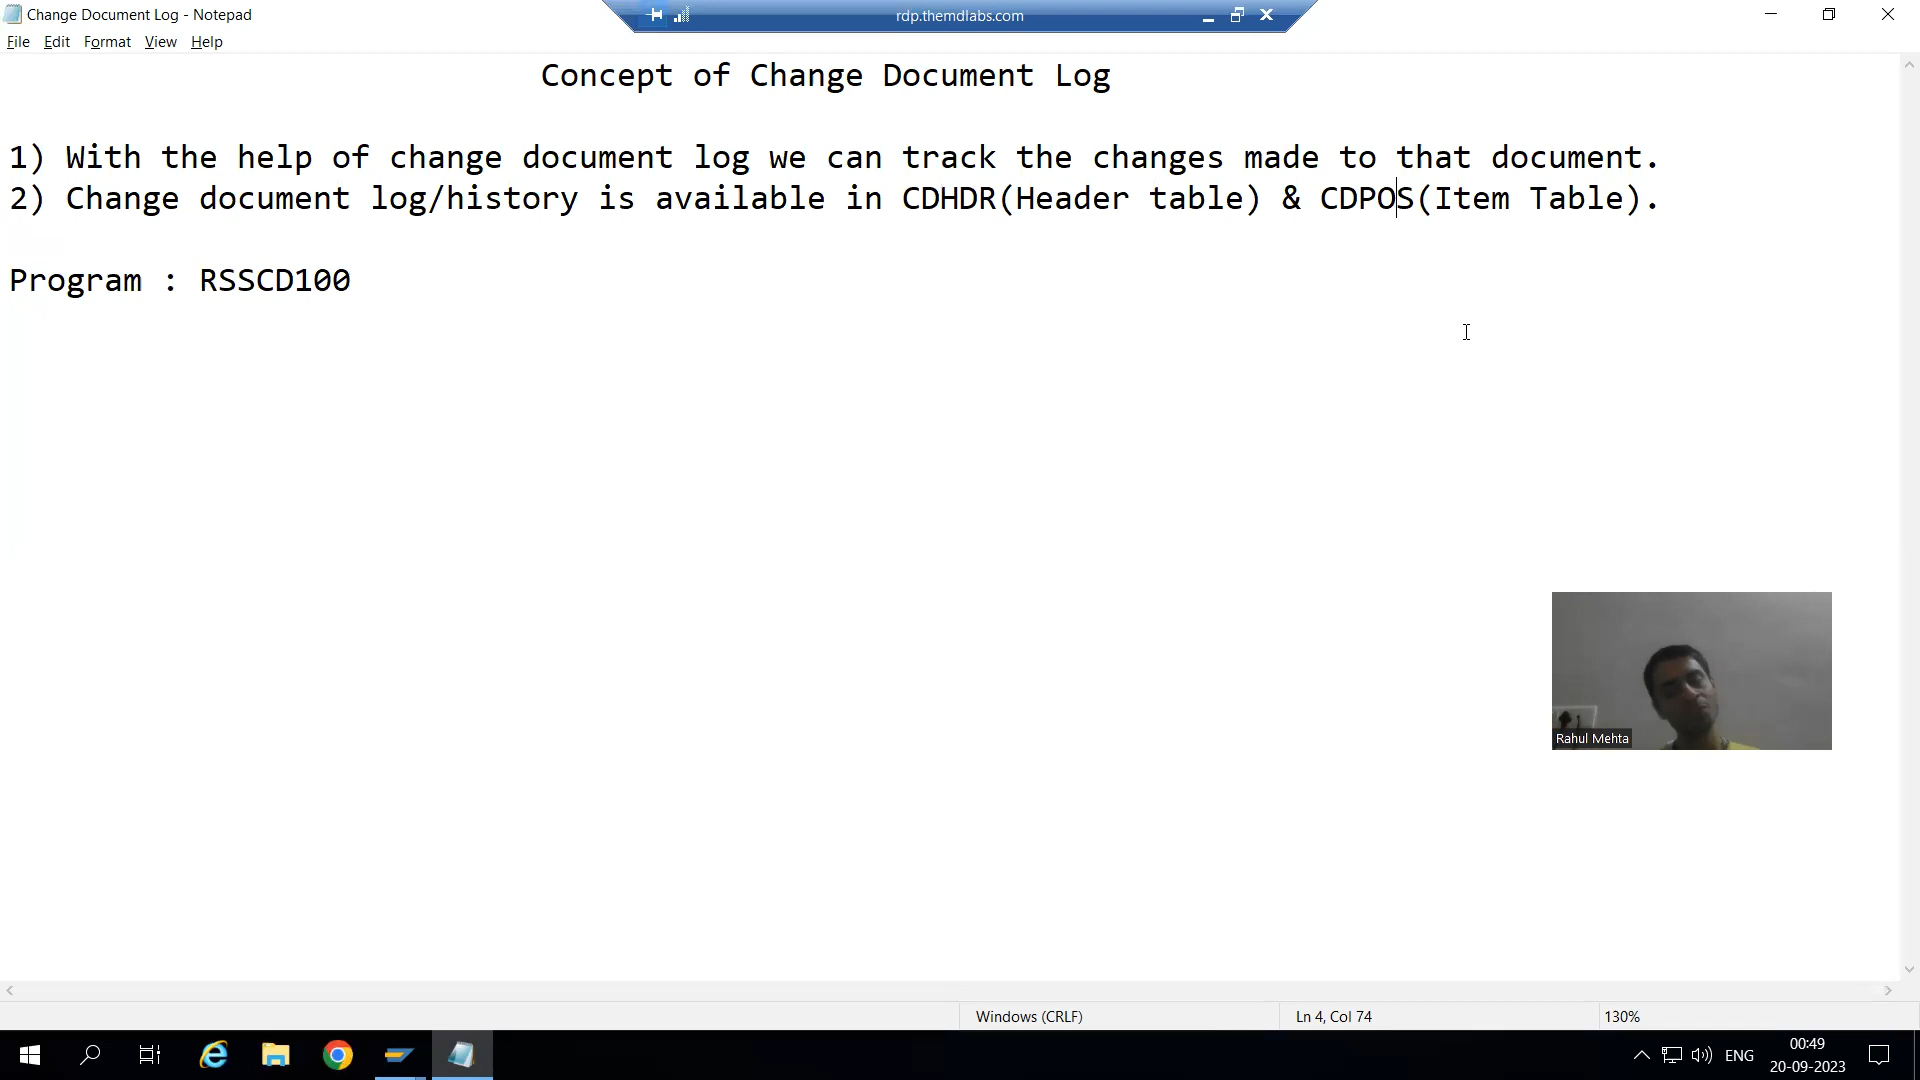 Change Document Log - Notepad
rdp.themdlabs.com
File Edit Format View Help
Concept of Change Document Log
1) With the help of change document log we can track the changes made to that document.
2) Change document log/history is available in CDHDR(Header table) & CDPOS(Item Table).
Program : RSSCD100
Rahul Mehta
Windows (CRLF)
Ln 4, Col 74
130%
ENG
00:49
20-09-2023